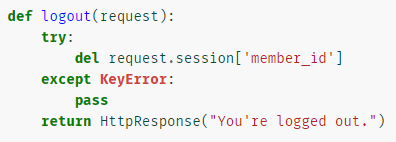 def logout(request):
    try:
        del request.session['member_id']
    except KeyError:
        pass
    return HttpResponse("You're logged out.")